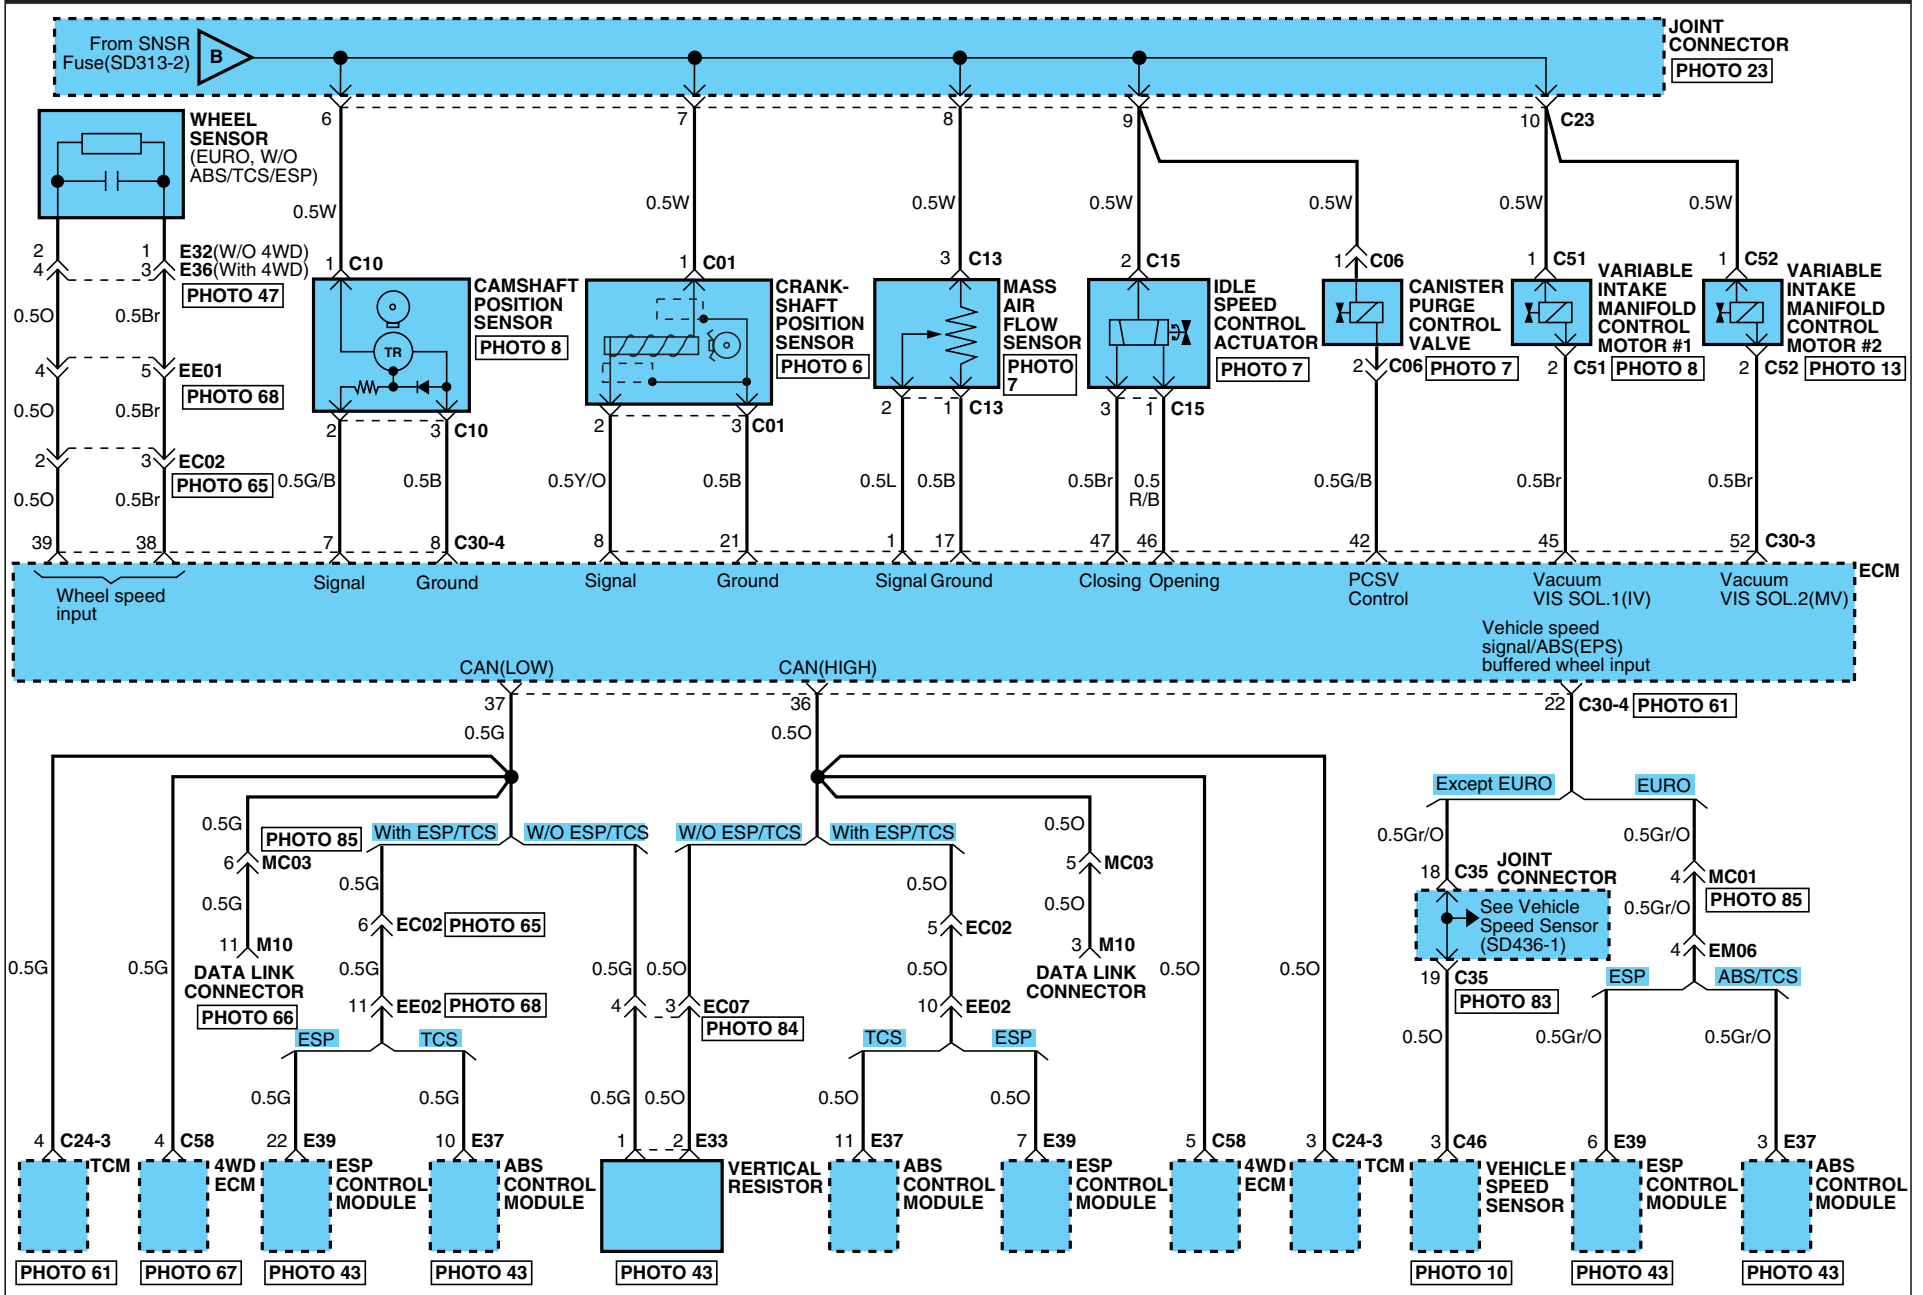 From SNSR
Fuse(SD313-2)
B
JOINT
CONNECTOR
PHOTO 23
6
7
8
9
10
C23
WHEEL
SENSOR
(EURO, W/O
ABS/TCS/ESP)
0.5W
0.5W
0.5W
0.5W
0.5W
0.5W
0.5W
2
1
E32(W/O 4WD)
4
3
E36(With 4WD)
PHOTO 47
0.5O
0.5Br
4
5
EE01
PHOTO 68
0.5O
0.5Br
2
3
EC02
PHOTO 65
0.5O
0.5Br
1
C10
CAMSHAFT
POSITION
SENSOR
PHOTO 8
TR
2
3
C10
0.5G/B
0.5B
1
C01
CRANK-
SHAFT
POSITION
SENSOR
PHOTO 6
2
3
C01
0.5Y/O
0.5B
3
C13
MASS
AIR
FLOW
SENSOR
PHOTO
7
2
1
C13
0.5L
0.5B
2
C15
IDLE
SPEED
CONTROL
ACTUATOR
PHOTO 7
3
1
C15
0.5Br
0.5
R/B
1
C06
CANISTER
PURGE
CONTROL
VALVE
2
C06
PHOTO 7
0.5G/B
1
C51
VARIABLE
INTAKE
MANIFOLD
CONTROL
MOTOR #1
2
C51
PHOTO 8
0.5Br
1
C52
VARIABLE
INTAKE
MANIFOLD
CONTROL
MOTOR #2
2
C52
PHOTO 13
0.5Br
39
38
7
8
C30-4
8
21
1
17
47
46
42
45
52
C30-3
ECM
Wheel speed
input
Signal
Ground
Signal
Ground
Signal
Ground
Closing
Opening
PCSV
Control
Vacuum
VIS SOL.1(IV)
Vacuum
VIS SOL.2(MV)
CAN(LOW)
CAN(HIGH)
Vehicle speed
signal/ABS(EPS)
buffered wheel input
37
36
22
C30-4
PHOTO 61
0.5G
0.5O
Except EURO
EURO
0.5G
PHOTO 85
With ESP/TCS
W/O ESP/TCS
W/O ESP/TCS
With ESP/TCS
0.5O
0.5Gr/O
0.5Gr/O
6
MC03
5
MC03
0.5G
0.5G
0.5O
0.5O
18
C35
JOINT
CONNECTOR
4
MC01
PHOTO 85
See Vehicle
Speed Sensor
(SD436-1)
0.5Gr/O
6
EC02
PHOTO 65
5
EC02
11
M10
DATA LINK
CONNECTOR
PHOTO 66
3
M10
DATA LINK
CONNECTOR
4
EM06
0.5G
0.5G
0.5G
0.5G
0.5O
0.5O
0.5O
0.5O
19
C35
PHOTO 83
ESP
ABS/TCS
11
EE02
PHOTO 68
4
3
EC07
PHOTO 84
10
EE02
ESP
TCS
TCS
ESP
0.5O
0.5Gr/O
0.5Gr/O
0.5G
0.5G
0.5G
0.5O
0.5O
0.5O
4
C24-3
TCM
PHOTO 61
4
C58
4WD
ECM
PHOTO 67
22
E39
ESP
CONTROL
MODULE
PHOTO 43
10
E37
ABS
CONTROL
MODULE
PHOTO 43
1
2
E33
VERTICAL
RESISTOR
PHOTO 43
11
E37
ABS
CONTROL
MODULE
7
E39
ESP
CONTROL
MODULE
5
C58
4WD
ECM
3
C24-3
TCM
3
C46
VEHICLE
SPEED
SENSOR
PHOTO 10
6
E39
ESP
CONTROL
MODULE
PHOTO 43
3
E37
ABS
CONTROL
MODULE
PHOTO 43